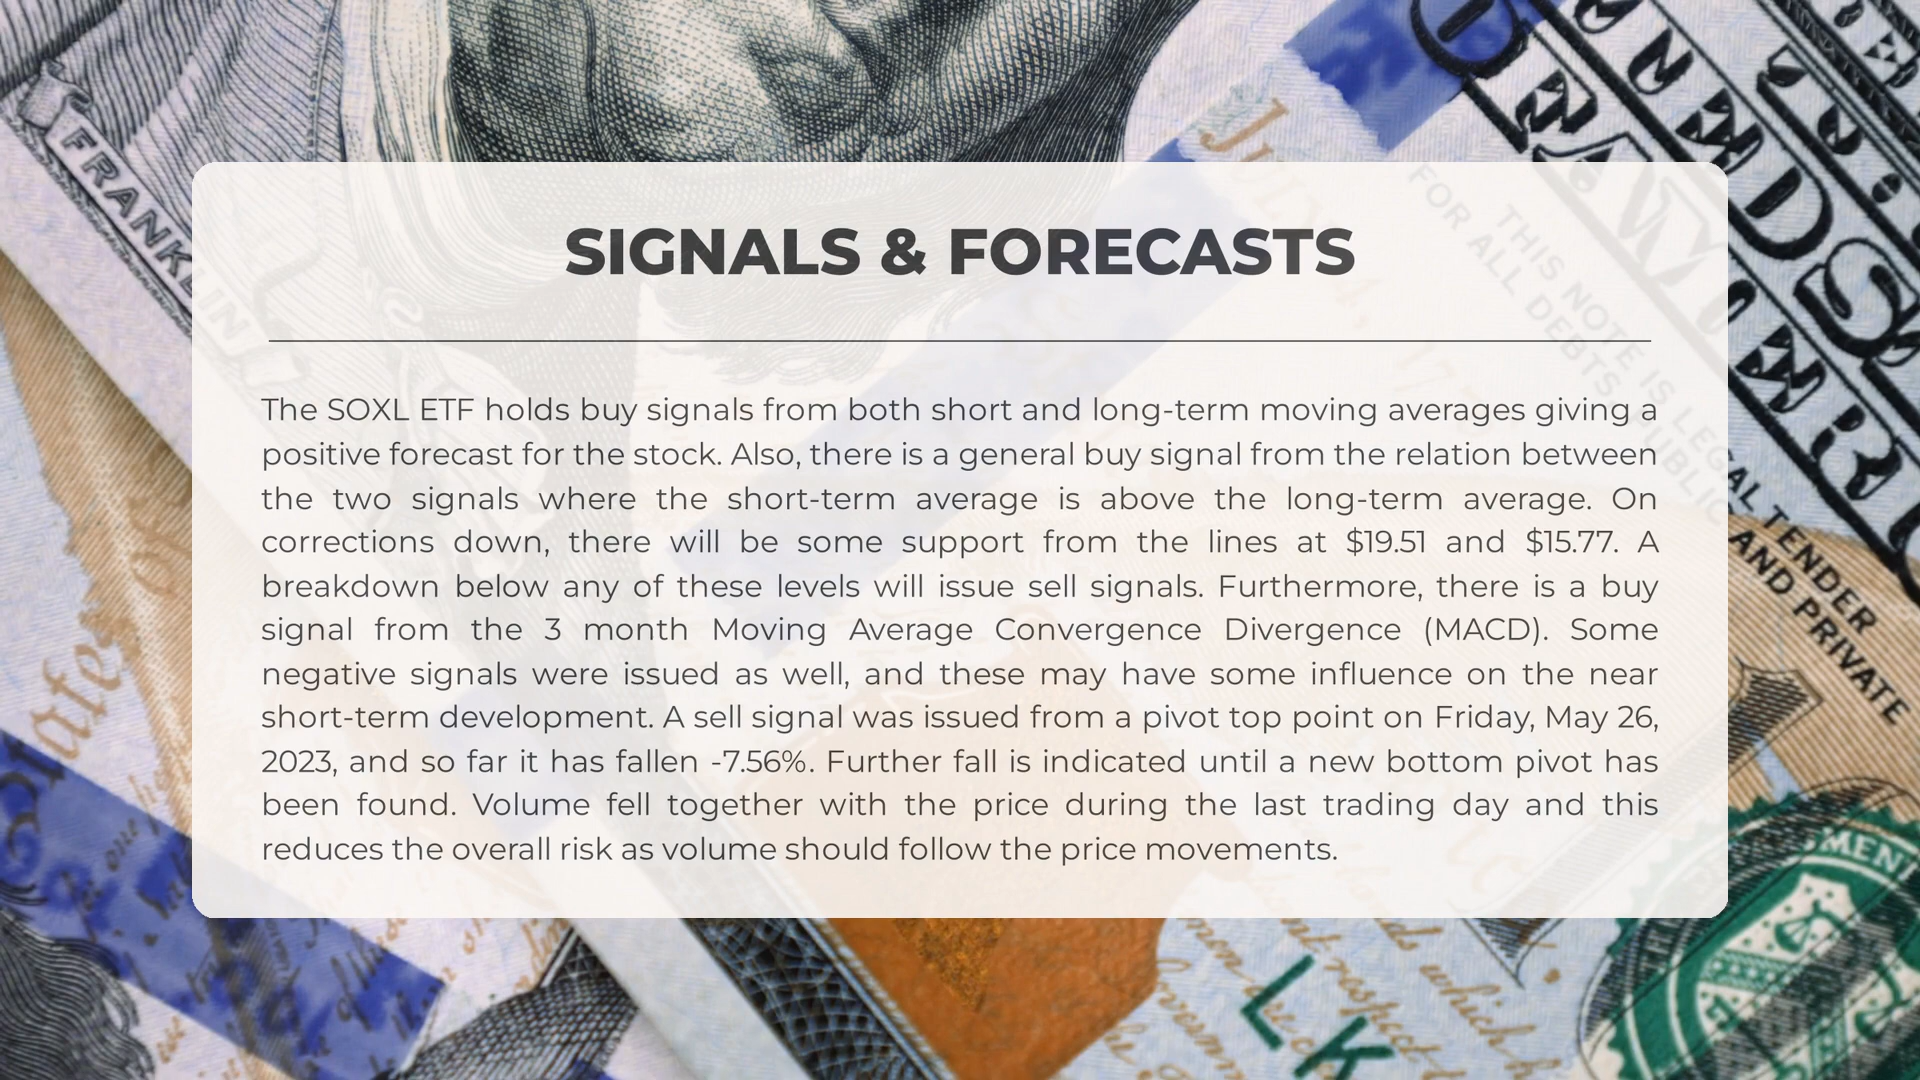 FRANKLIN
SIGNALS & FORECASTS
THIS NOTE IS LEGAL TENDER
FOR ALL DEBTS, PUBLIC AND PRIVATE
The SOXL ETF holds buy signals from both short and long-term moving averages giving a
positive forecast for the stock. Also, there is a general buy signal from the relation between
the two signals where the short-term average is above the long-term average. On
corrections down, there will be some support from the lines at $19.51 and $15.77. A
breakdown below any of these levels will issue sell signals. Furthermore, there is a buy
signal from the 3 month Moving Average Convergence Divergence (MACD). Some
negative signals were issued as well, and these may have some influence on the near
short-term development. A sell signal was issued from a pivot top point on Friday, May 26,
2023, and so far it has fallen -7.56%. Further fall is indicated until a new bottom pivot has
been found. Volume fell together with the price during the last trading day and this
reduces the overall risk as volume should follow the price movements.
L K